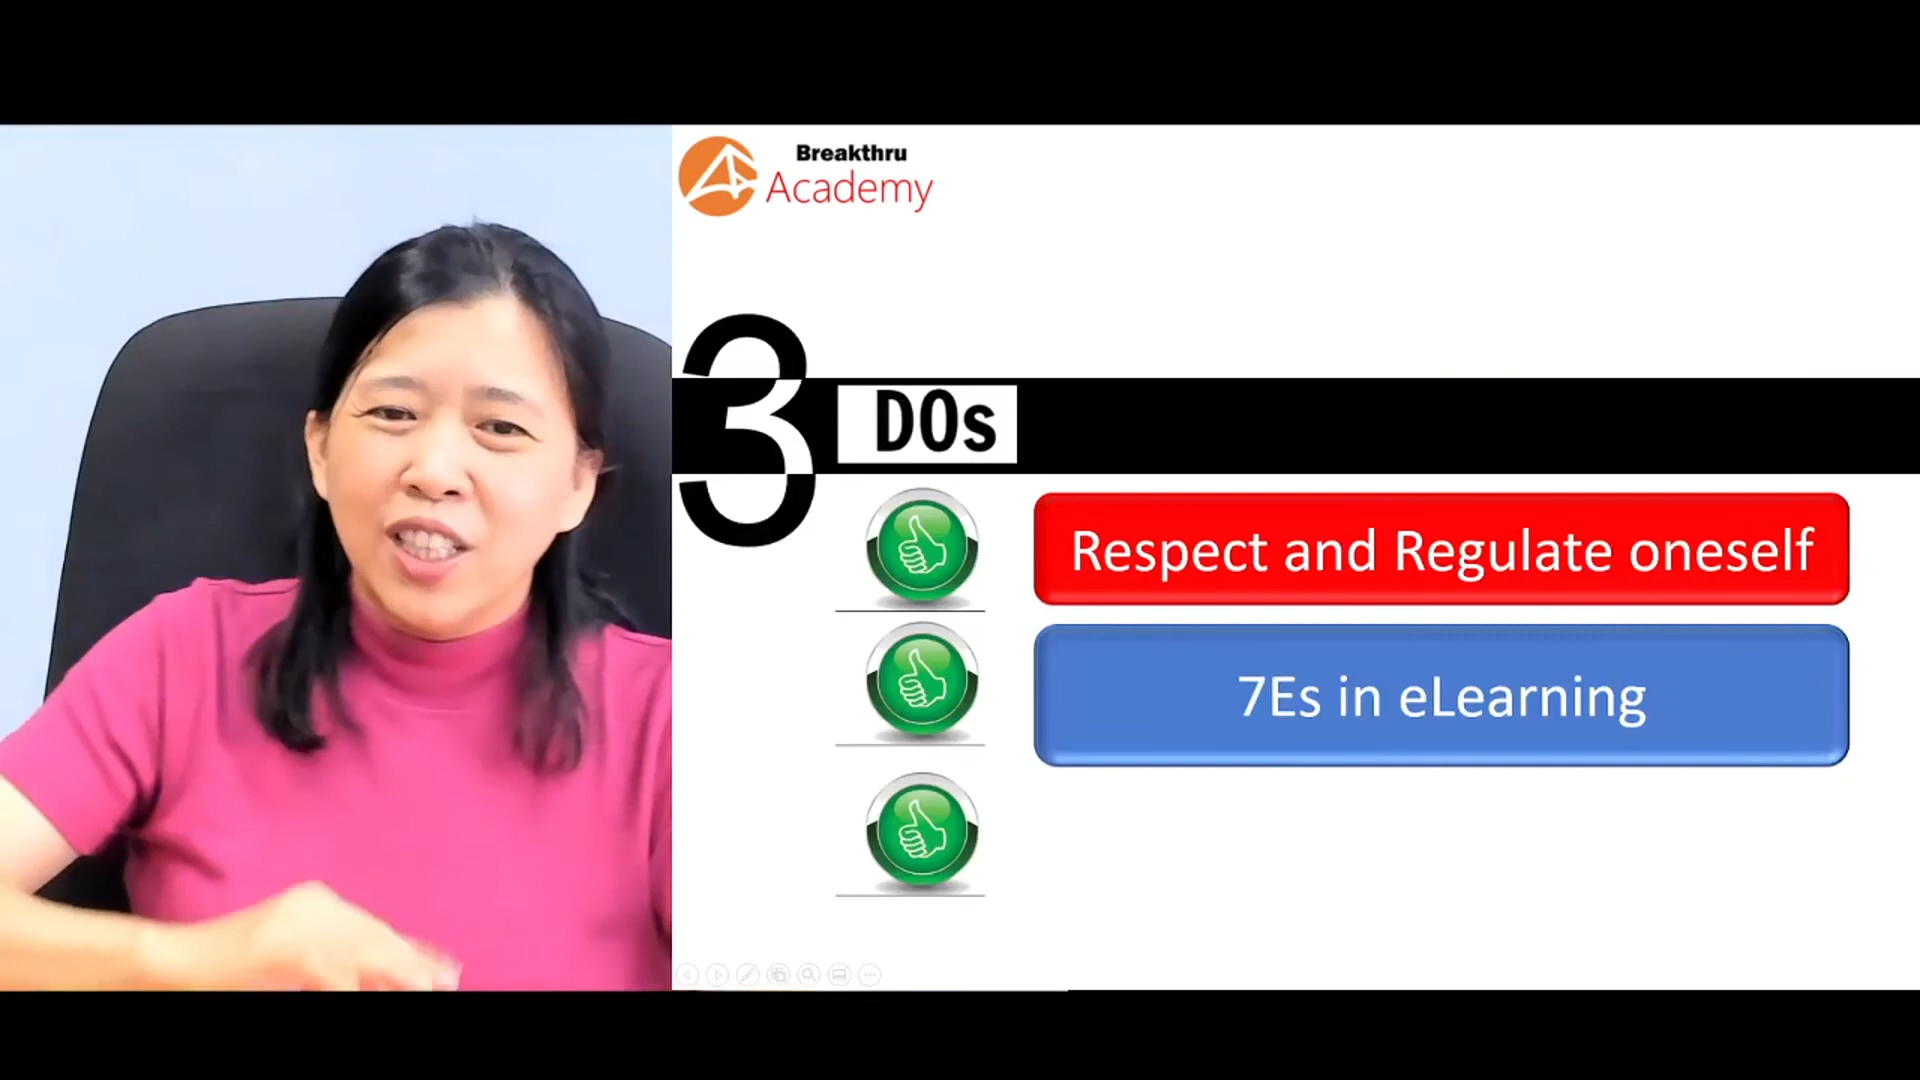 Breakthru
Academy
3
DOs
Respect and Regulate oneself
7Es in eLearning